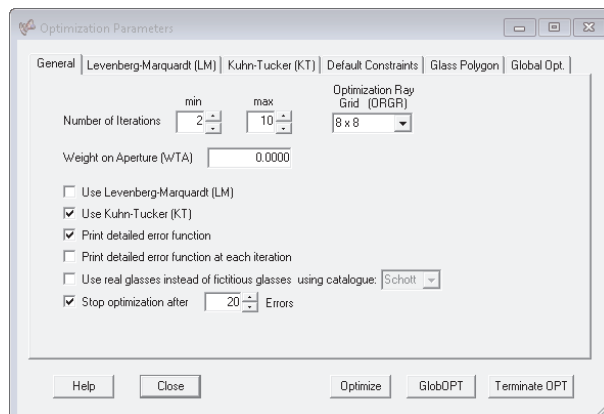 Optimization Parameters
General Levenberg-Marquardt (LM) Kuhn-Tucker (KT) Default Constraints Glass Polygon Global Opt.
min max Optimization Ray
Grid (ORGR)
Number of Iterations 2 10 8 x 8
Weight on Aperture (WTA) 0.0000
Use Levenberg-Marquardt (LM)
Use Kuhn-Tucker (KT)
Print detailed error function
Print detailed error function at each iteration
Use real glasses instead of fictitious glasses using catalogue: Schott
Stop optimization after 20 Errors
Help Close Optimize GlobOPT Terminate OPT